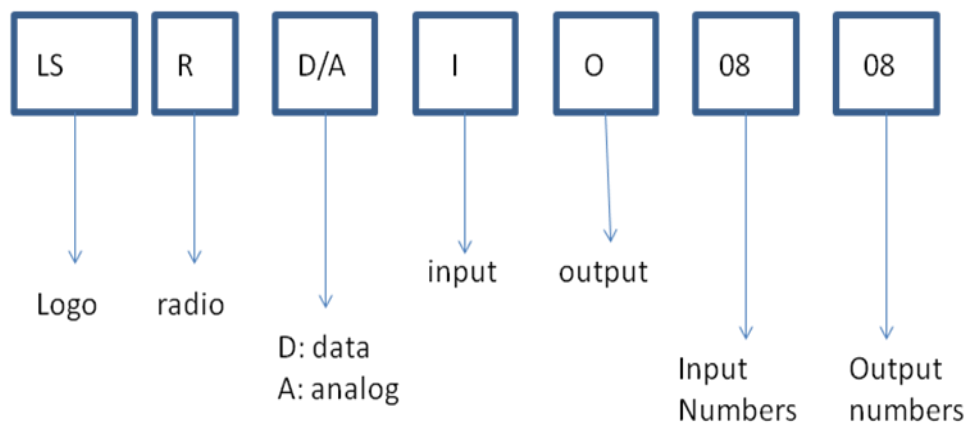 LS R D/A I O 08 08
Logo radio input output
D: data
A: analog
Input
Numbers
Output
numbers